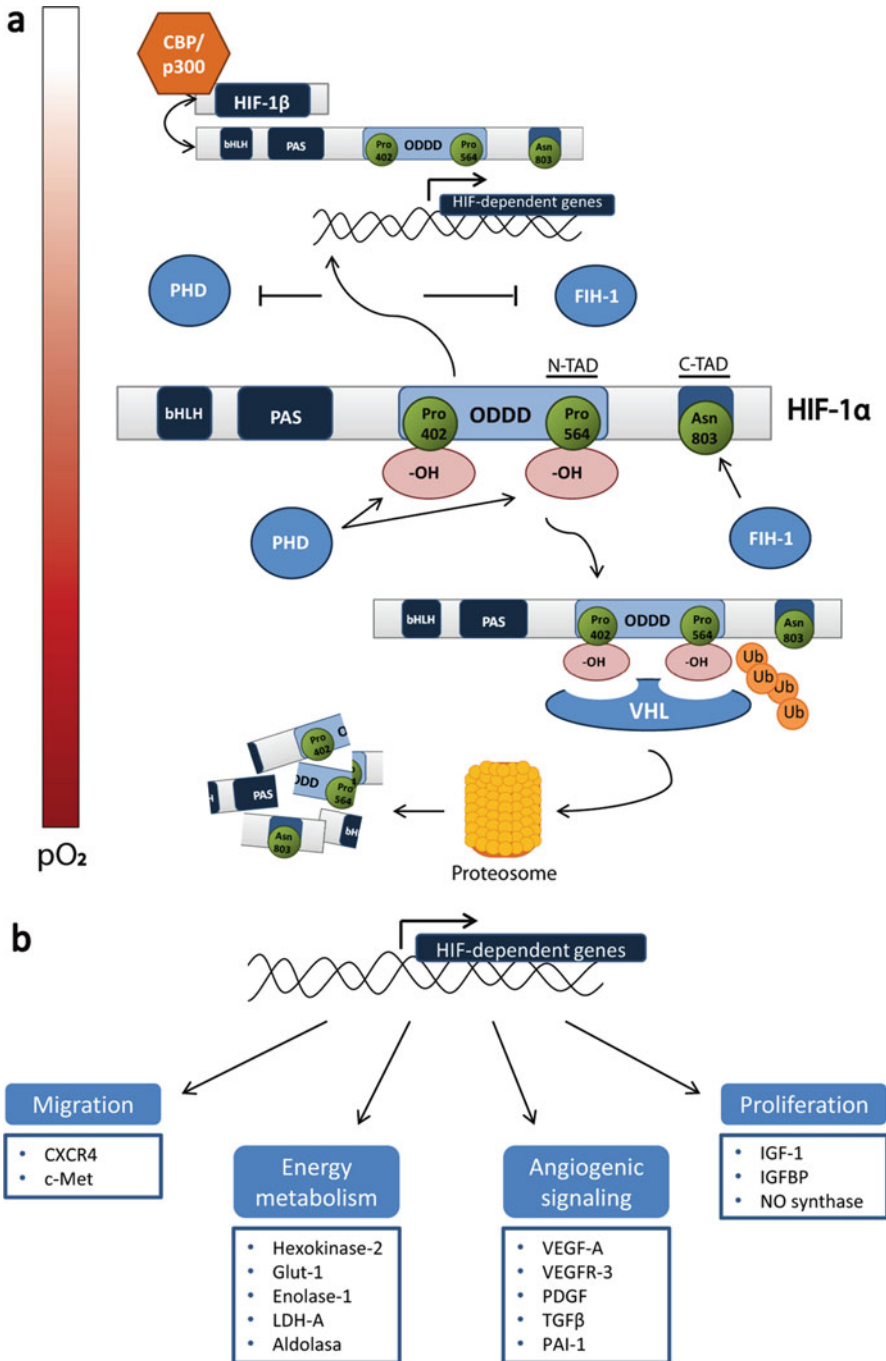 a
CBP/
p300
HIF-1β
bHLH PAS Pro 402 ODDD Pro 564 Asn 803
HIF-dependent genes
PHD
FIH-1
N-TAD C-TAD
bHLH PAS Pro 402 ODDD Pro 564 Asn 803
HIF-1α
-OH -OH
PHD
FIH-1
bHLH PAS Pro 402 ODDD Pro 564 Asn 803
-OH -OH
Ub
Ub
Ub
Ub
VHL
Pro 402 O
ODD Pro 564
H PAS
Asn 803
bH
Proteosome
pO₂
b
HIF-dependent genes
Migration
• CXCR4
• c-Met
Energy
metabolism
• Hexokinase-2
• Glut-1
• Enolase-1
• LDH-A
• Aldolasa
Angiogenic
signaling
• VEGF-A
• VEGFR-3
• PDGF
• TGFβ
• PAI-1
Proliferation
• IGF-1
• IGFBP
• NO synthase